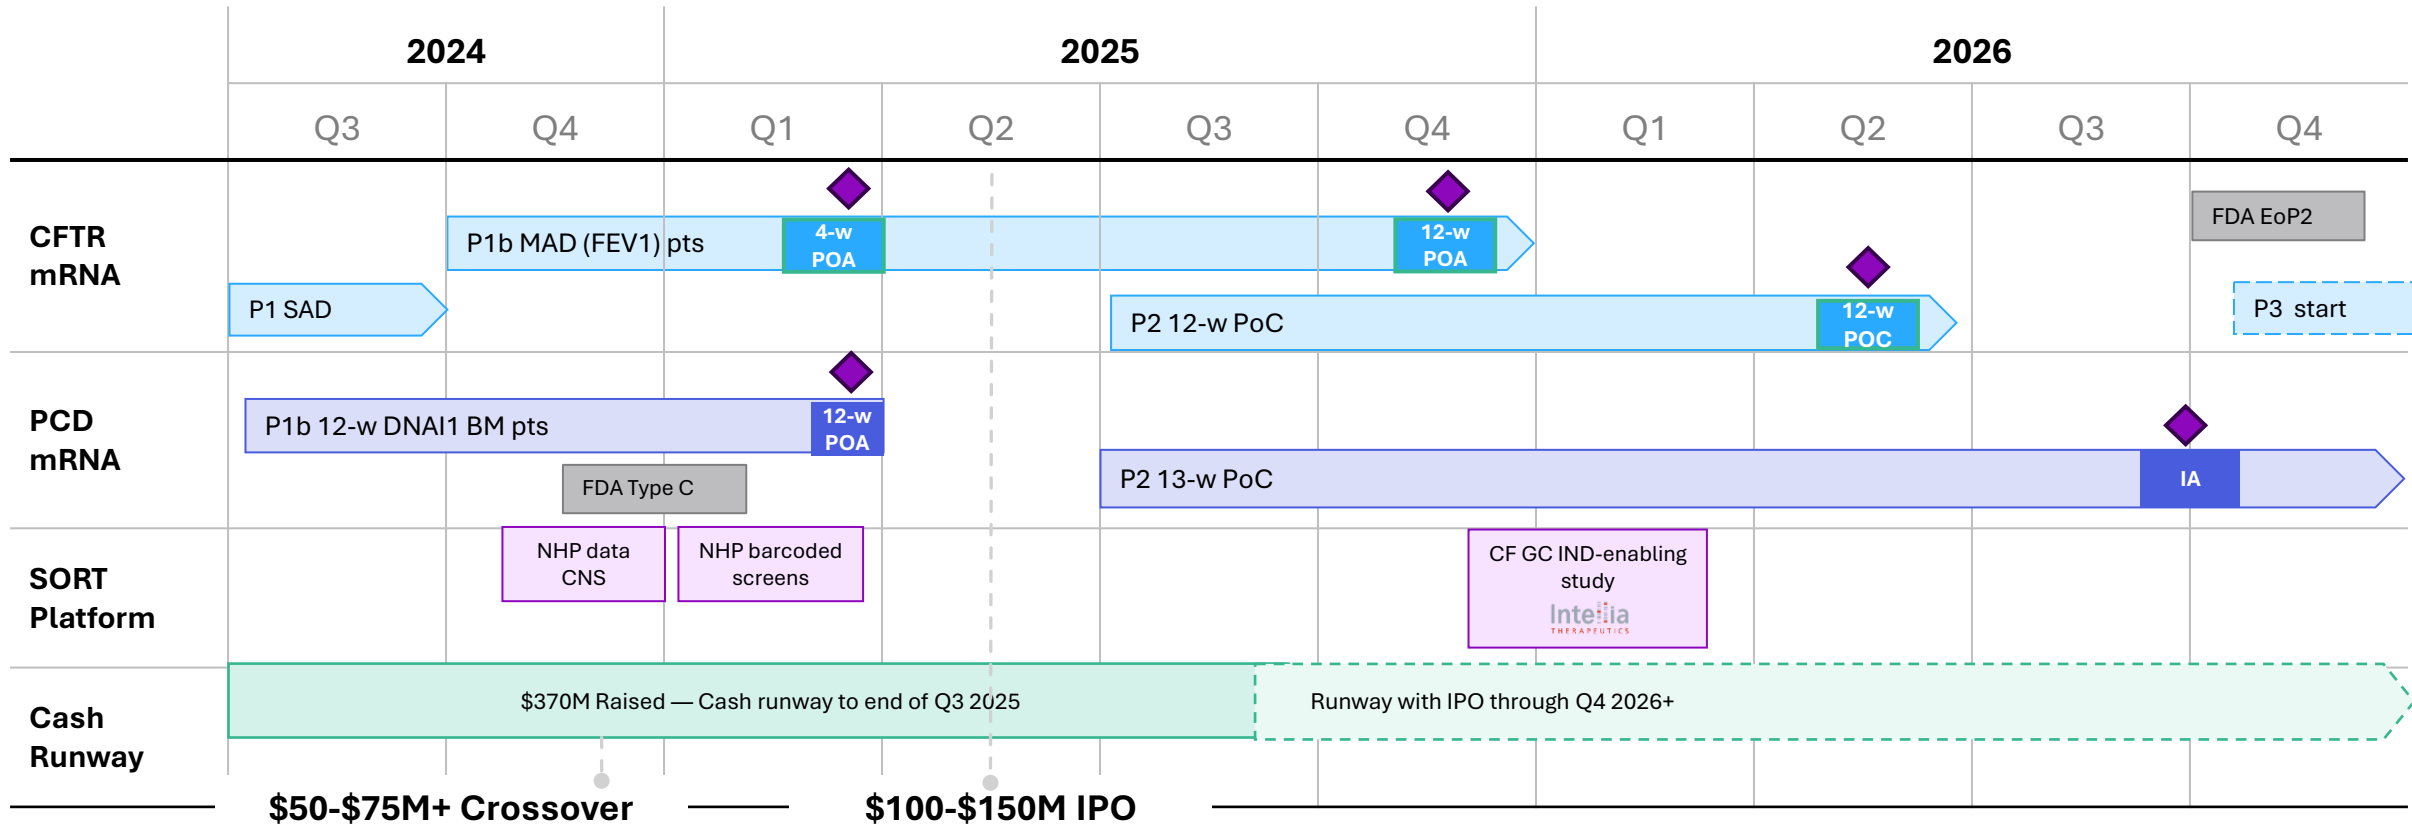 2024
2025
2026
Q3
Q4
Q1
Q2
Q3
Q4
Q1
Q2
Q3
Q4
CFTR
mRNA
P1b MAD (FEV1) pts
4-w
POA
12-w
POA
FDA EoP2
P1 SAD
P2 12-w PoC
12-w
POC
P3 start
PCD
mRNA
P1b 12-w DNAI1 BM pts
12-w
POA
FDA Type C
P2 13-w PoC
IA
SORT
Platform
NHP data
CNS
NHP barcoded
screens
CF GC IND-enabling
study
Intellia
THERAPEUTICS
Cash
Runway
$370M Raised — Cash runway to end of Q3 2025
Runway with IPO through Q4 2026+
$50-$75M+ Crossover
$100-$150M IPO